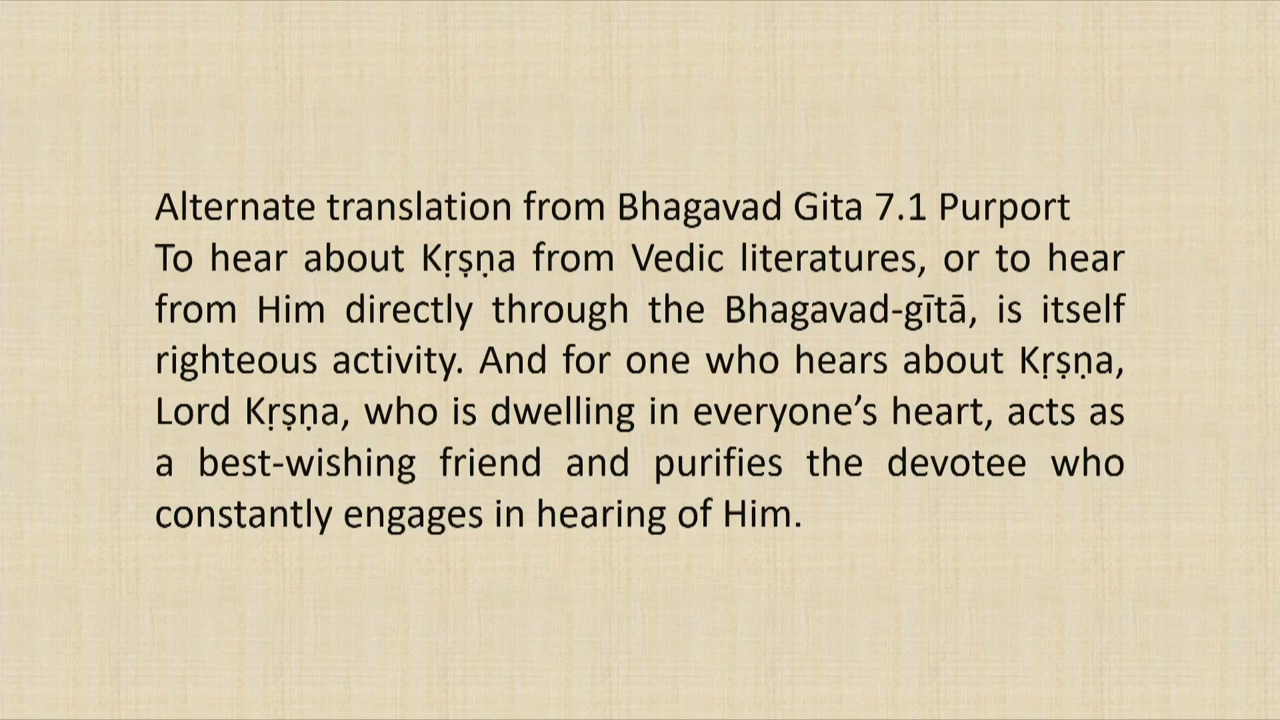 Alternate translation from Bhagavad Gita 7.1 Purport
To hear about Kṛṣṇa from Vedic literatures, or to hear
from Him directly through the Bhagavad-gītā, is itself
righteous activity. And for one who hears about Kṛṣṇa,
Lord Kṛṣṇa, who is dwelling in everyone’s heart, acts as
a best-wishing friend and purifies the devotee who
constantly engages in hearing of Him.